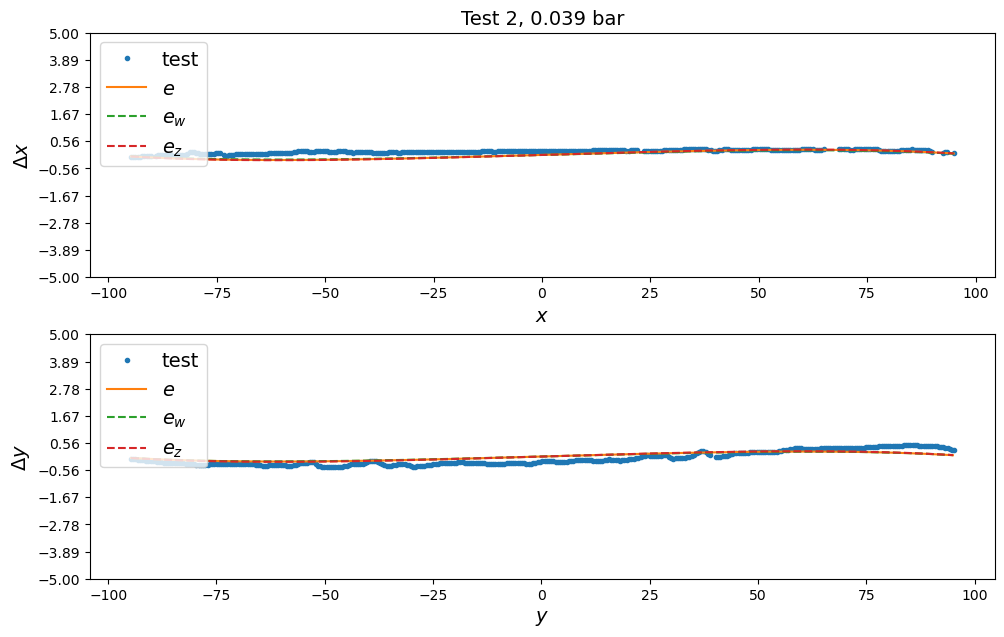 Test 2, 0.039 bar
5.00
3.89
2.78
1.67
0.56
−0.56
−1.67
−2.78
−3.89
−5.00
Δx
test
e
e_w
e_z
−100 −75 −50 −25 0 25 50 75 100
x
5.00
3.89
2.78
1.67
0.56
−0.56
−1.67
−2.78
−3.89
−5.00
Δy
test
e
e_w
e_z
−100 −75 −50 −25 0 25 50 75 100
y